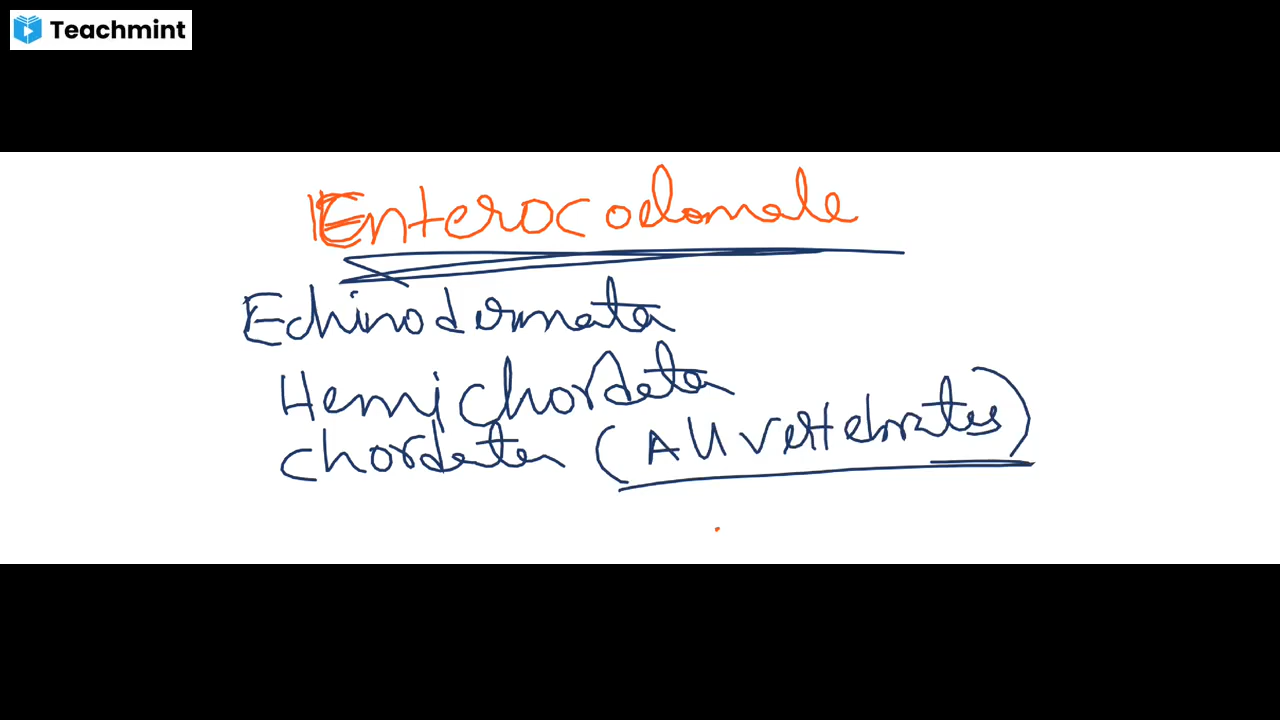 Teachmint
Enterocoelomate
Echinodermata
Hemichordata
chordata (All vertebrates)